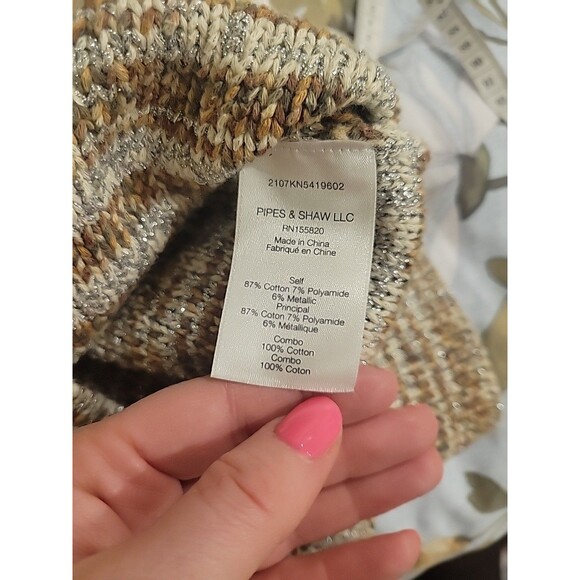 2107KN5419602
PIPES & SHAW LLC
RN155820
Made in China
Fabriqué en Chine
Self
87% Cotton 7% Polyamide
6% Metallic
Principal
87% Coton 7% Polyamide
6% Métallique
Combo
100% Cotton
Combo
100% Coton